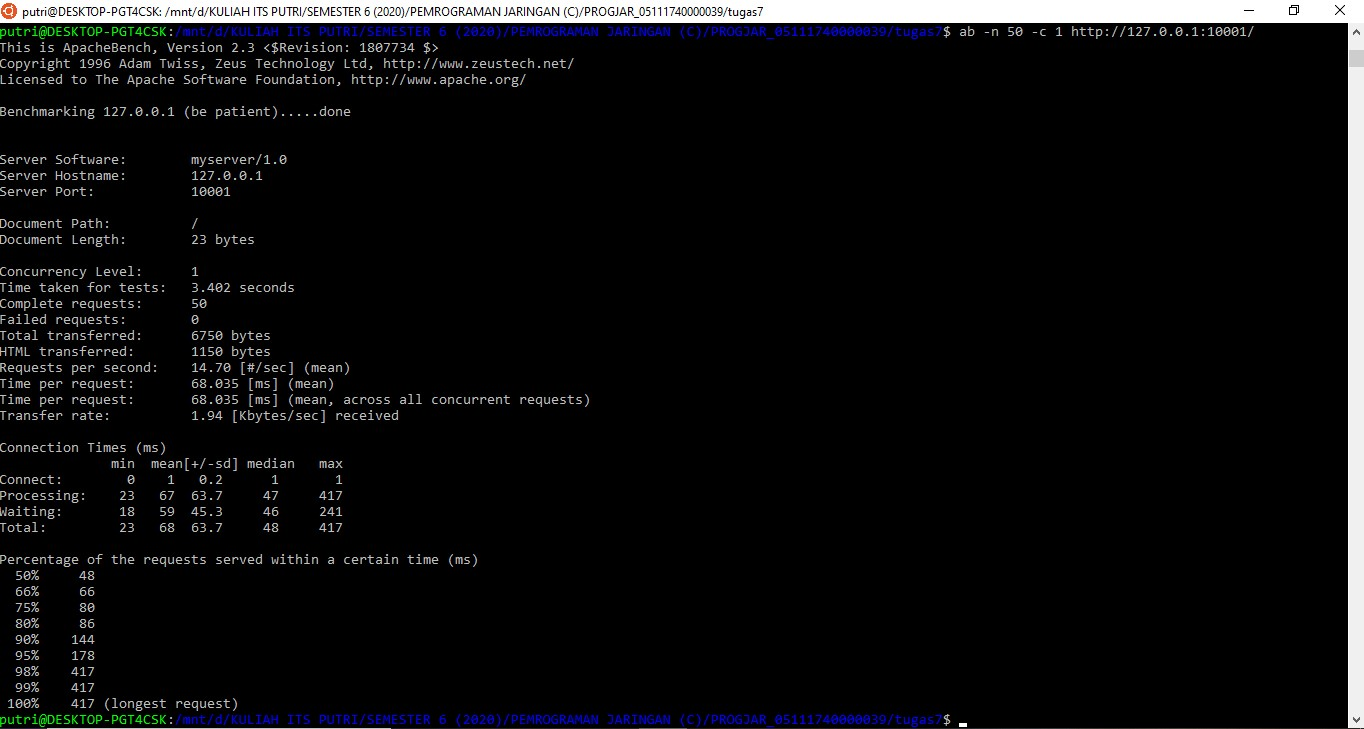 putri@DESKTOP-PGT4CSK: /mnt/d/KULIAH ITS PUTRI/SEMESTER 6 (2020)/PEMROGRAMAN JARINGAN (C)/PROGJAR_05111740000039/tugas7
putri@DESKTOP-PGT4CSK:/mnt/d/KULIAH ITS PUTRI/SEMESTER 6 (2020)/PEMROGRAMAN JARINGAN (C)/PROGJAR_05111740000039/tugas7$ ab -n 50 -c 1 http://127.0.0.1:10001/
This is ApacheBench, Version 2.3 <$Revision: 1807734 $>
Copyright 1996 Adam Twiss, Zeus Technology Ltd, http://www.zeustech.net/
Licensed to The Apache Software Foundation, http://www.apache.org/

Benchmarking 127.0.0.1 (be patient).....done


Server Software:        myserver/1.0
Server Hostname:        127.0.0.1
Server Port:            10001

Document Path:          /
Document Length:        23 bytes

Concurrency Level:      1
Time taken for tests:   3.402 seconds
Complete requests:      50
Failed requests:        0
Total transferred:      6750 bytes
HTML transferred:       1150 bytes
Requests per second:    14.70 [#/sec] (mean)
Time per request:       68.035 [ms] (mean)
Time per request:       68.035 [ms] (mean, across all concurrent requests)
Transfer rate:          1.94 [Kbytes/sec] received

Connection Times (ms)
              min  mean[+/-sd] median   max
Connect:        0    1   0.2      1       1
Processing:    23   67  63.7     47     417
Waiting:       18   59  45.3     46     241
Total:         23   68  63.7     48     417

Percentage of the requests served within a certain time (ms)
  50%     48
  66%     66
  75%     80
  80%     86
  90%    144
  95%    178
  98%    417
  99%    417
 100%    417 (longest request)
putri@DESKTOP-PGT4CSK:/mnt/d/KULIAH ITS PUTRI/SEMESTER 6 (2020)/PEMROGRAMAN JARINGAN (C)/PROGJAR_05111740000039/tugas7$